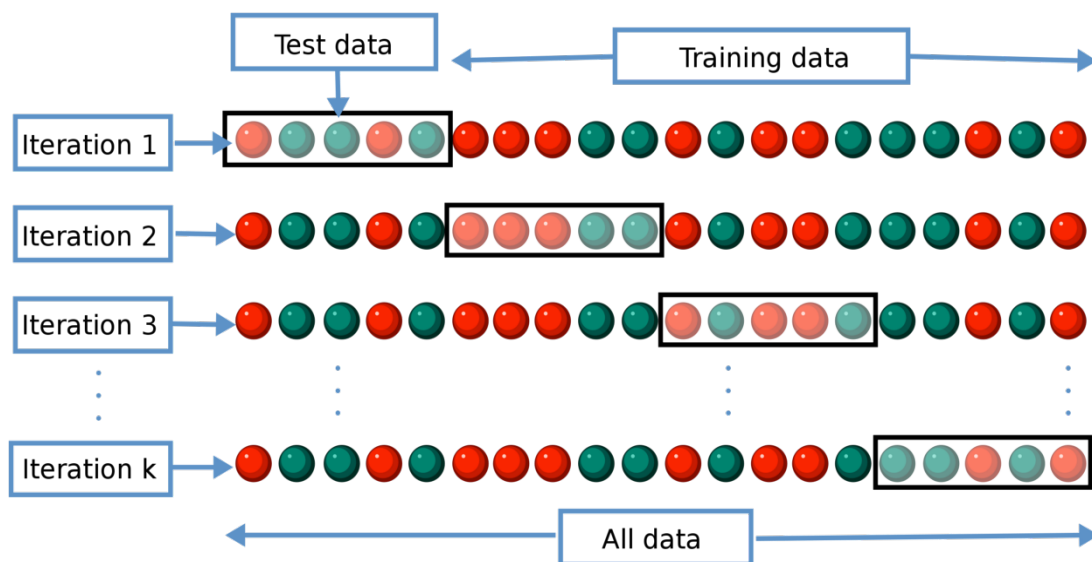 Test data
Training data
Iteration 1
Iteration 2
Iteration 3
Iteration k
All data